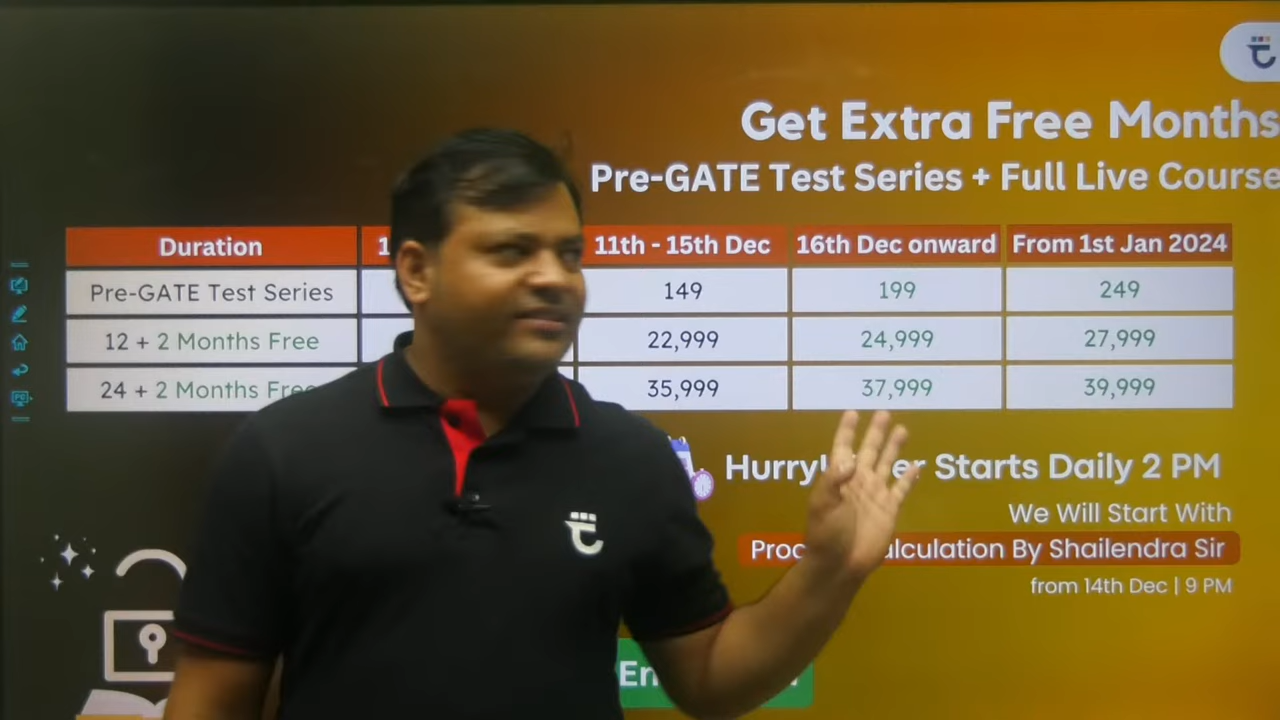 Get Extra Free Months
Pre-GATE Test Series + Full Live Course
Duration 11th - 15th Dec 16th Dec onward From 1st Jan 2024
Pre-GATE Test Series 149 199 249
12 + 2 Months Free 22,999 24,999 27,999
24 + 2 Months Free 35,999 37,999 39,999
Hurry Starts Daily 2 PM
We Will Start With
By Shailendra Sir
from 14th Dec | 9 PM